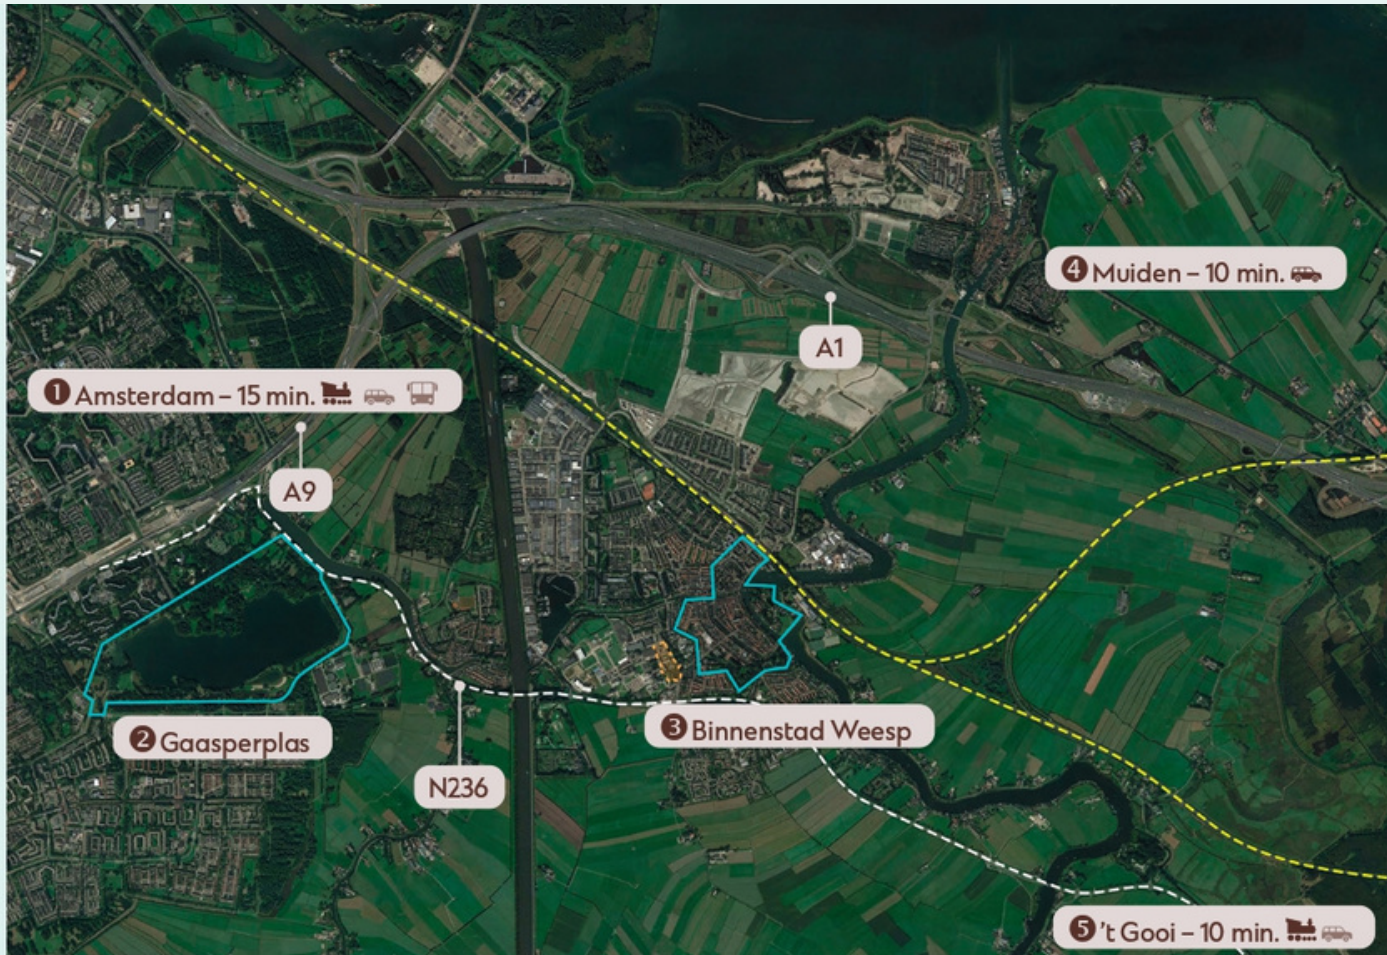 ❹ Muiden – 10 min.
A1
❶ Amsterdam – 15 min.
A9
❷ Gaasperplas
❸ Binnenstad Weesp
N236
❺ 't Gooi – 10 min.